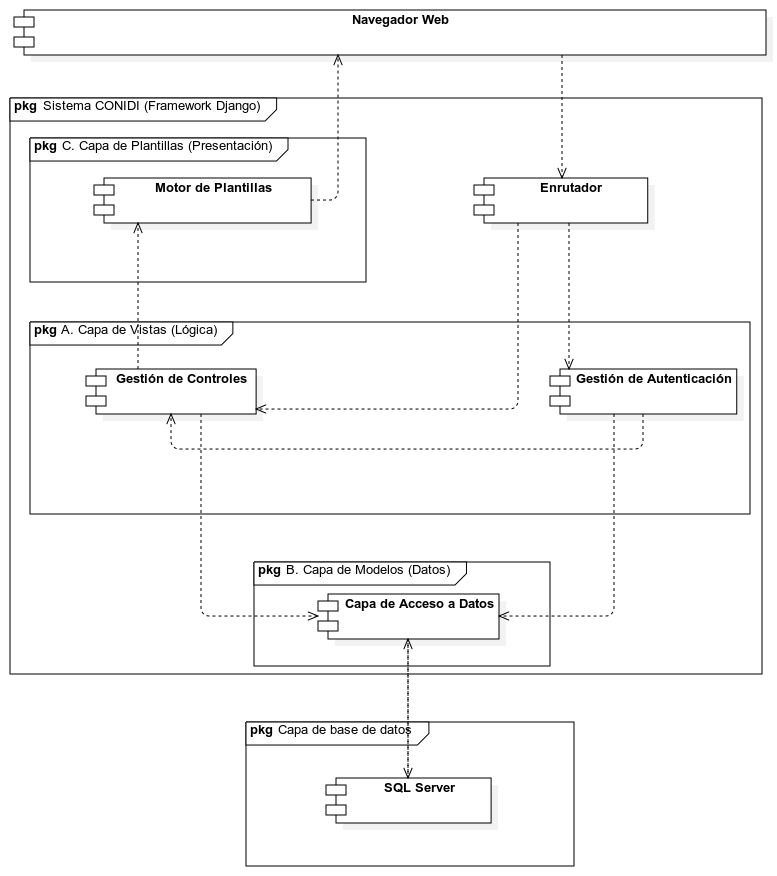 Navegador Web
pkg Sistema CONIDI (Framework Django)
pkg C. Capa de Plantillas (Presentación)
Motor de Plantillas
Enrutador
pkg A. Capa de Vistas (Lógica)
Gestión de Controles
Gestión de Autenticación
pkg B. Capa de Modelos (Datos)
Capa de Acceso a Datos
pkg Capa de base de datos
SQL Server